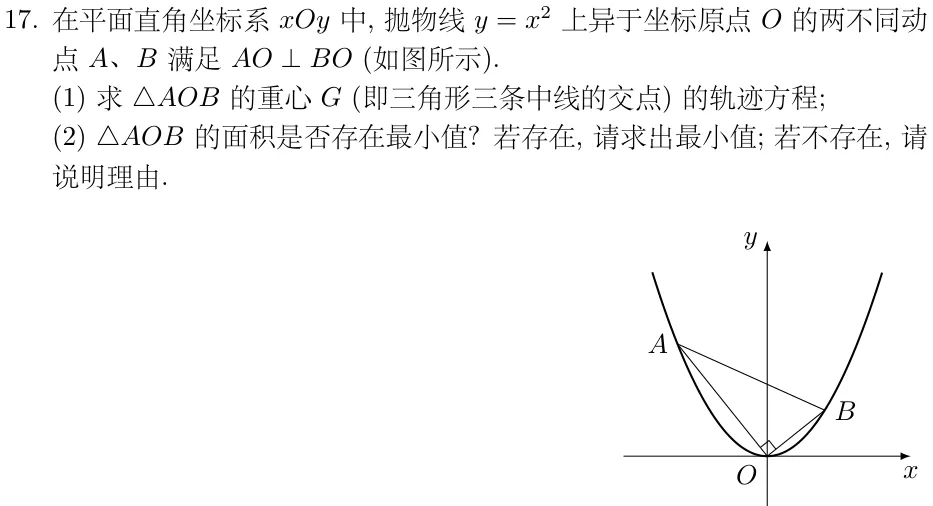 17. 在平面直角坐标系 xOy 中, 抛物线 y = x² 上异于坐标原点 O 的两不同动
点 A、B 满足 AO ⊥ BO (如图所示).
(1) 求 △AOB 的重心 G (即三角形三条中线的交点) 的轨迹方程;
(2) △AOB 的面积是否存在最小值? 若存在, 请求出最小值; 若不存在, 请
说明理由.
y
A
B
O
x